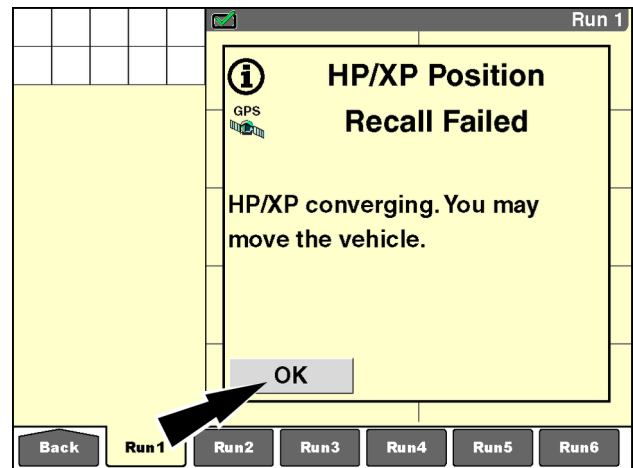 Run 1
HP/XP Position
GPS
Recall Failed
HP/XP converging. You may
move the vehicle.
OK
Back Run1 Run2 Run3 Run4 Run5 Run6